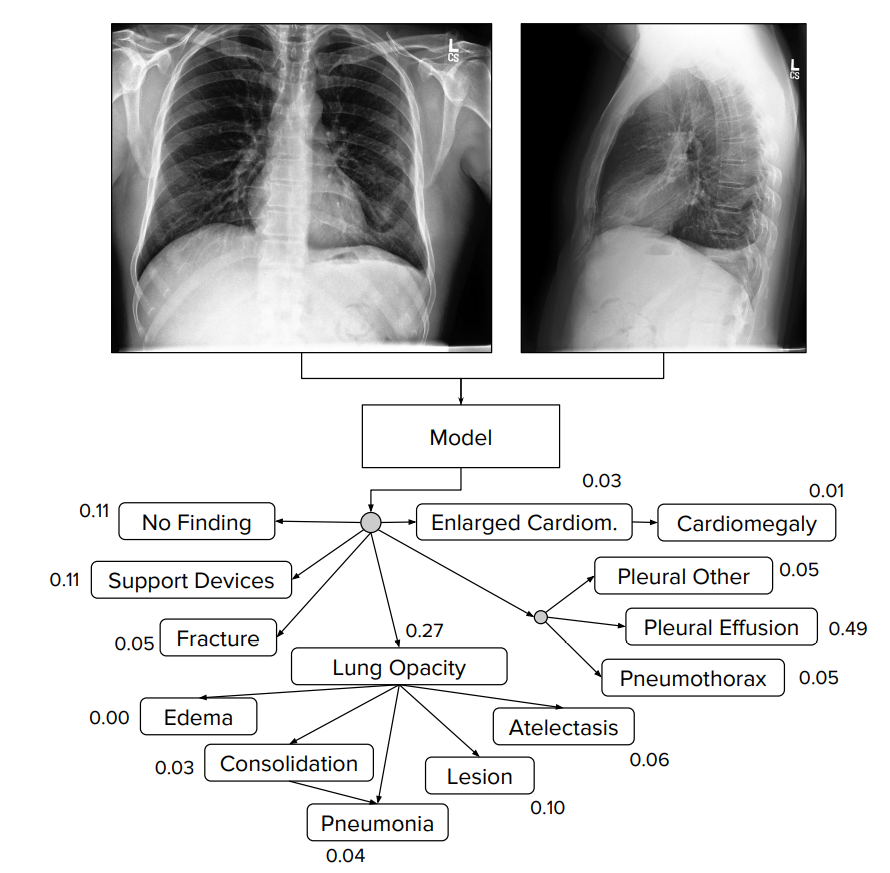 L
CS
L
CS
Model
0.03
0.01
0.11
No Finding
Enlarged Cardiom.
Cardiomegaly
0.11
Support Devices
Pleural Other
0.05
0.05
Fracture
0.27
Pleural Effusion
0.49
Lung Opacity
Pneumothorax
0.05
0.00
Edema
Atelectasis
0.06
0.03
Consolidation
Lesion
0.10
Pneumonia
0.04